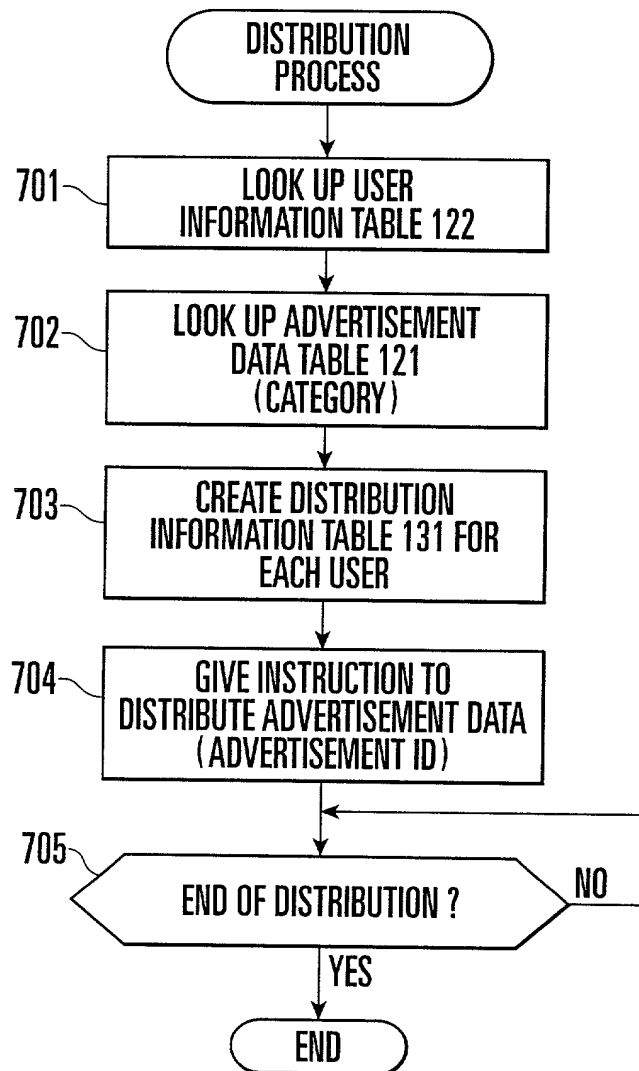 DISTRIBUTION
PROCESS
701
LOOK UP USER
INFORMATION TABLE 122
702
LOOK UP ADVERTISEMENT
DATA TABLE 121
(CATEGORY)
703
CREATE DISTRIBUTION
INFORMATION TABLE 131 FOR
EACH USER
704
GIVE INSTRUCTION TO
DISTRIBUTE ADVERTISEMENT DATA
(ADVERTISEMENT ID)
705
END OF DISTRIBUTION ?
NO
YES
END